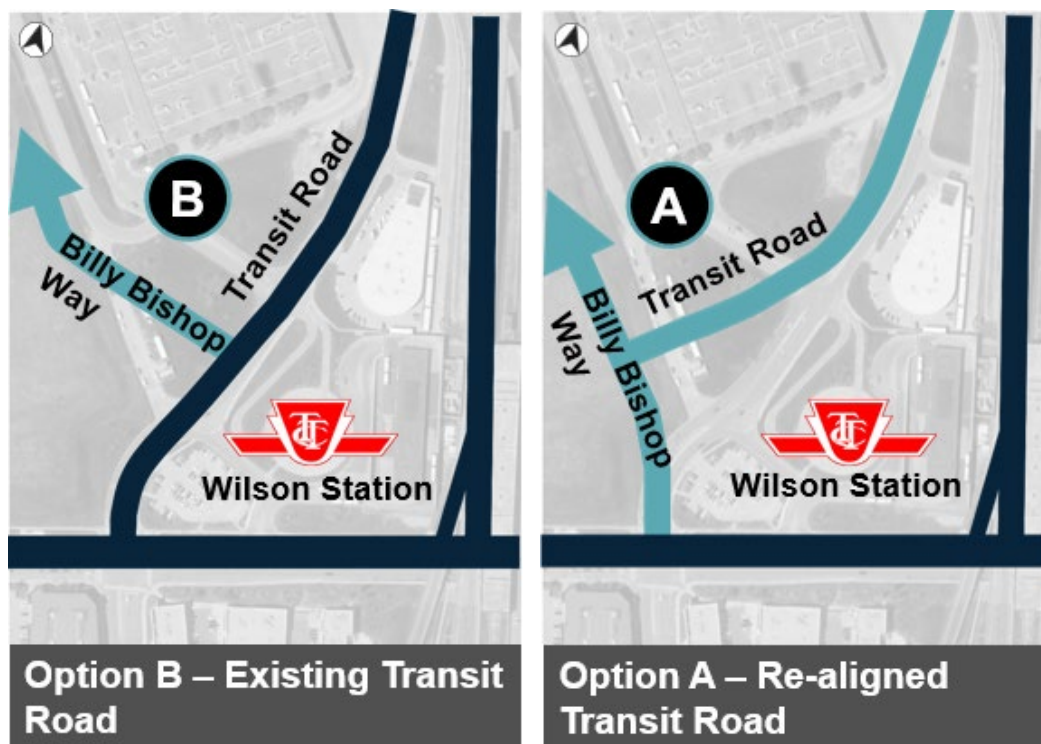 B
Transit Road
Billy Bishop
Way
TTC
Wilson Station
Option B – Existing Transit
Road
A
Transit Road
Billy Bishop
Way
TTC
Wilson Station
Option A – Re-aligned
Transit Road